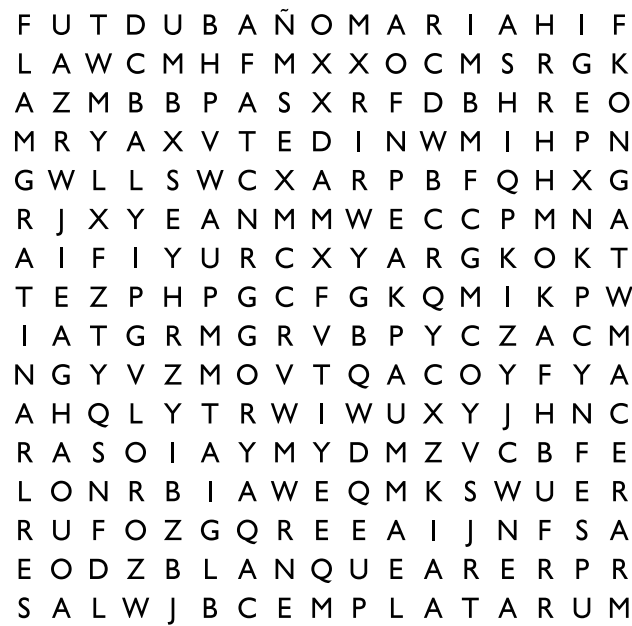 F U T D U B A Ñ O M A R I A H I F
L A W C M H F M X X O C M S R G K
A Z M B B P A S X R F D B H R E O
M R Y A X V T E D I N W M I H P N
G W L L S W C X A R P B F Q H X G
R J X Y E A N M M W E C C P M N A
A I F I Y U R C X Y A R G K O K T
T E Z P H P G C F G K Q M I K P W
I A T G R M G R V B P Y C Z A C M
N G Y V Z M O V T Q A C O Y F Y A
A H Q L Y T R W I W U X Y J H N C
R A S O I A Y M Y D M Z V C B F E
L O N R B I A W E Q M K S W U E R
R U F O Z G Q R E E A I J N F S A
E O D Z B L A N Q U E A R E R P R
S A L W J B C E M P L A T A R U M